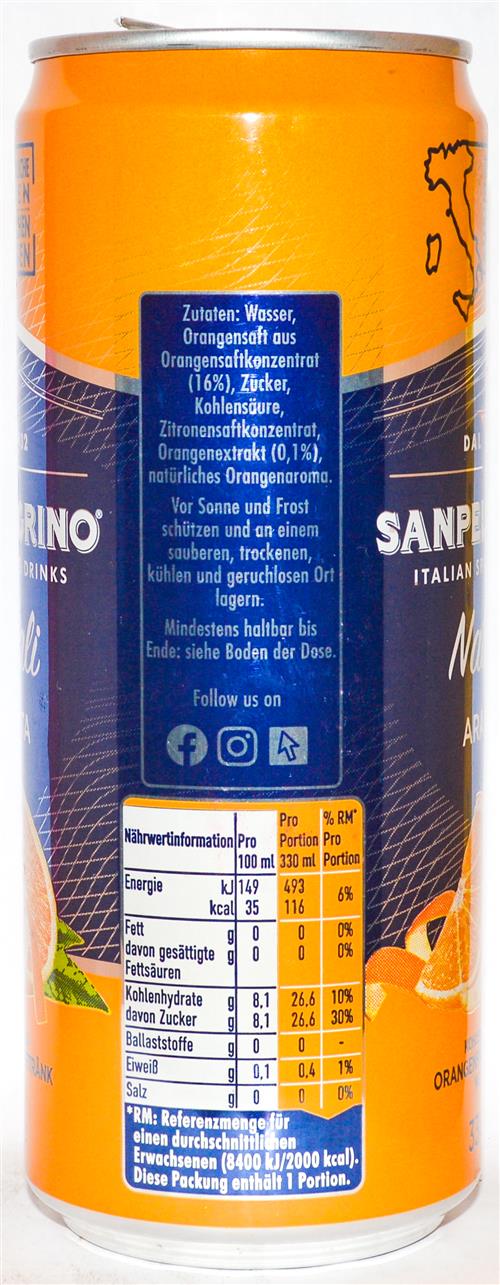 RINO®
DRINKS
Zutaten: Wasser,
Orangensaft aus
Orangensaftkonzentrat
(16%), Zucker,
Kohlensäure,
Zitronensaftkonzentrat,
Orangenextrakt (0,1%),
natürliches Orangenaroma.
Vor Sonne und Frost
schützen und an einem
sauberen, trockenen,
kühlen und geruchlosen Ort
lagern.
Mindestens haltbar bis
Ende: siehe Boden der Dose.
Follow us on
DAL
SANPE
ITALIAN S
Na
Nährwertinformation Pro 100 ml Pro Portion 330 ml % RM* Pro Portion
Energie kJ 149 493 6%
kcal 35 116
Fett g 0 0 0%
davon gesättigte g 0 0 0%
Fettsäuren
Kohlenhydrate g 8,1 26,6 10%
davon Zucker g 8,1 26,6 30%
Ballaststoffe g 0 0 -
Eiweiß g 0,1 0,4 1%
Salz g 0 0 0%
*RM: Referenzmenge für
einen durchschnittlichen
Erwachsenen (8400 kJ/2000 kcal).
Diese Packung enthält 1 Portion.